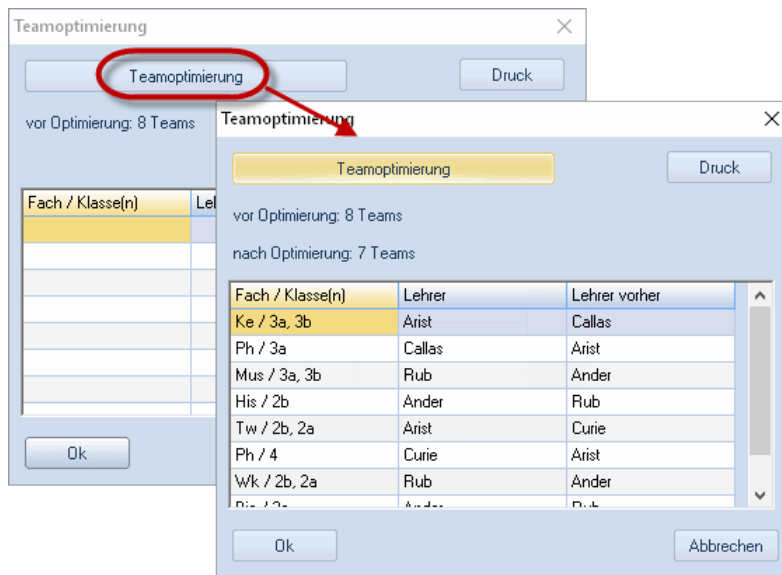 Teamoptimierung
Teamoptimierung Druck
vor Optimierung: 8 Teams
Fach / Klasse(n)
Ok
Teamoptimierung
Teamoptimierung Druck
vor Optimierung: 8 Teams
nach Optimierung: 7 Teams
Fach / Klasse(n) Lehrer Lehrer vorher
Ke / 3a, 3b Arist Callas
Ph / 3a Callas Arist
Mus / 3a, 3b Rub Ander
His / 2b Ander Rub
Tw / 2b, 2a Arist Curie
Ph / 4 Curie Arist
Wk / 2b, 2a Rub Ander
Ok Abbrechen